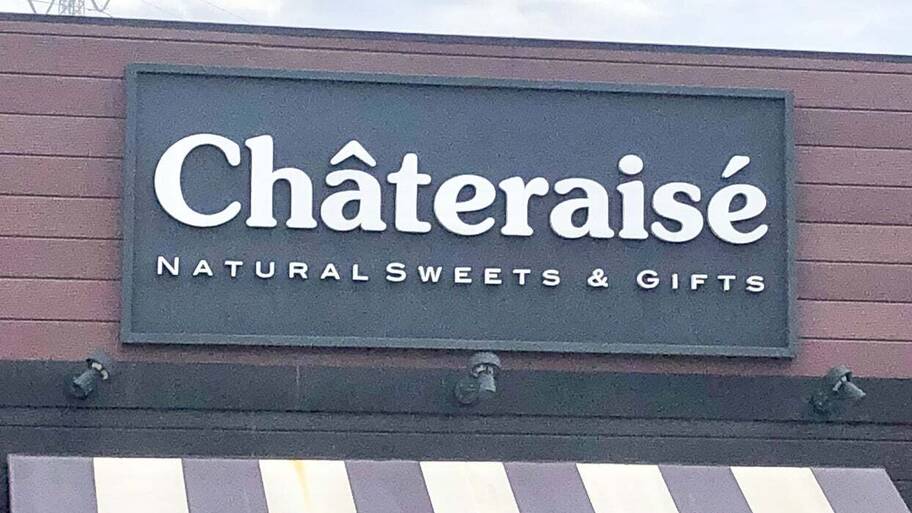 Châteraisé
NATURAL SWEETS & GIFTS